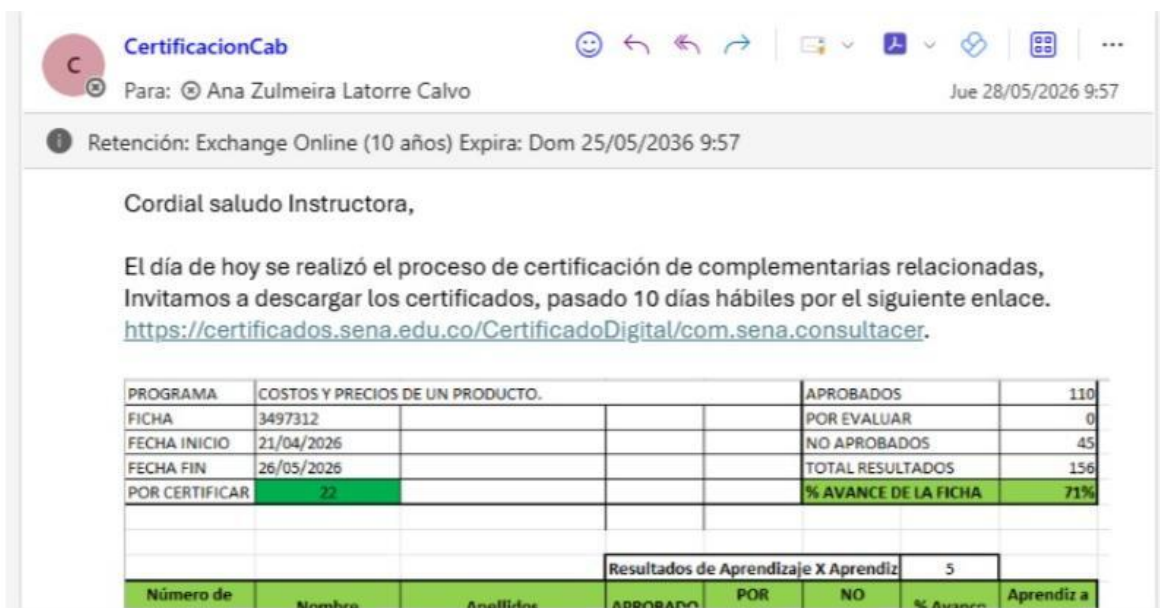 C
CertificacionCab
Para: Ana Zulmeira Latorre Calvo
Jue 28/05/2026 9:57
Retención: Exchange Online (10 años) Expira: Dom 25/05/2036 9:57
Cordial saludo Instructora,
El día de hoy se realizó el proceso de certificación de complementarias relacionadas,
Invitamos a descargar los certificados, pasado 10 días hábiles por el siguiente enlace.
https://certificados.sena.edu.co/CertificadoDigital/com.sena.consultacer.
PROGRAMA COSTOS Y PRECIOS DE UN PRODUCTO. APROBADOS 110
FICHA 3497312 POR EVALUAR 0
FECHA INICIO 21/04/2026 NO APROBADOS 45
FECHA FIN 26/05/2026 TOTAL RESULTADOS 156
POR CERTIFICAR 22 % AVANCE DE LA FICHA 71%
Resultados de Aprendizaje X Aprendiz 5
Número de Nombre Apellidos APROBADO POR NO % Avance Aprendiz a